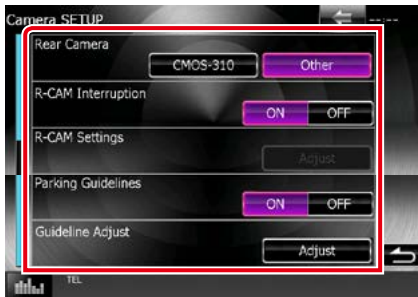 Camera SETUP --:--
Rear Camera
CMOS-310 Other
R-CAM Interruption
ON OFF
R-CAM Settings
Adjust
Parking Guidelines
ON OFF
Guideline Adjust
Adjust
TEL